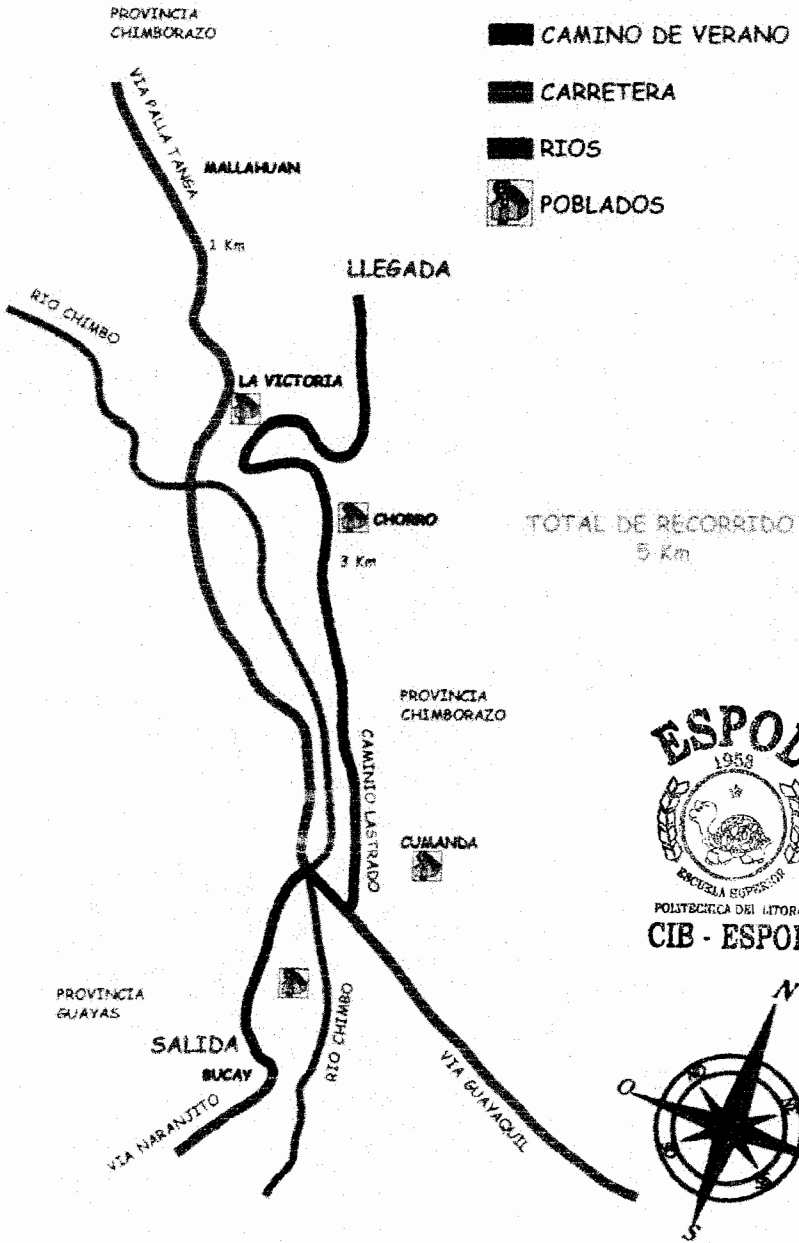 PROVINCIA
CHIMBORAZO
CAMINO DE VERANO
CARRETERA
RIOS
POBLADOS
VIA PALLA TANGA
MALLAHUAN
1 Km
LLEGADA
RIO CHIMBO
LA VICTORIA
CHORRO
3 Km
TOTAL DE RECORRIDO
5 Km
PROVINCIA
CHIMBORAZO
CAMINIO LASTRADO
CUMANDA
ESPOL
1958
ESCUELA SUPERIOR
POLITECNICA DEL LITORAL
CIB - ESPOL
PROVINCIA
GUAYAS
SALIDA
BUCAY
RIO CHIMBO
VIA NARANJITO
VIA GUAYAQUIL
N
O
S